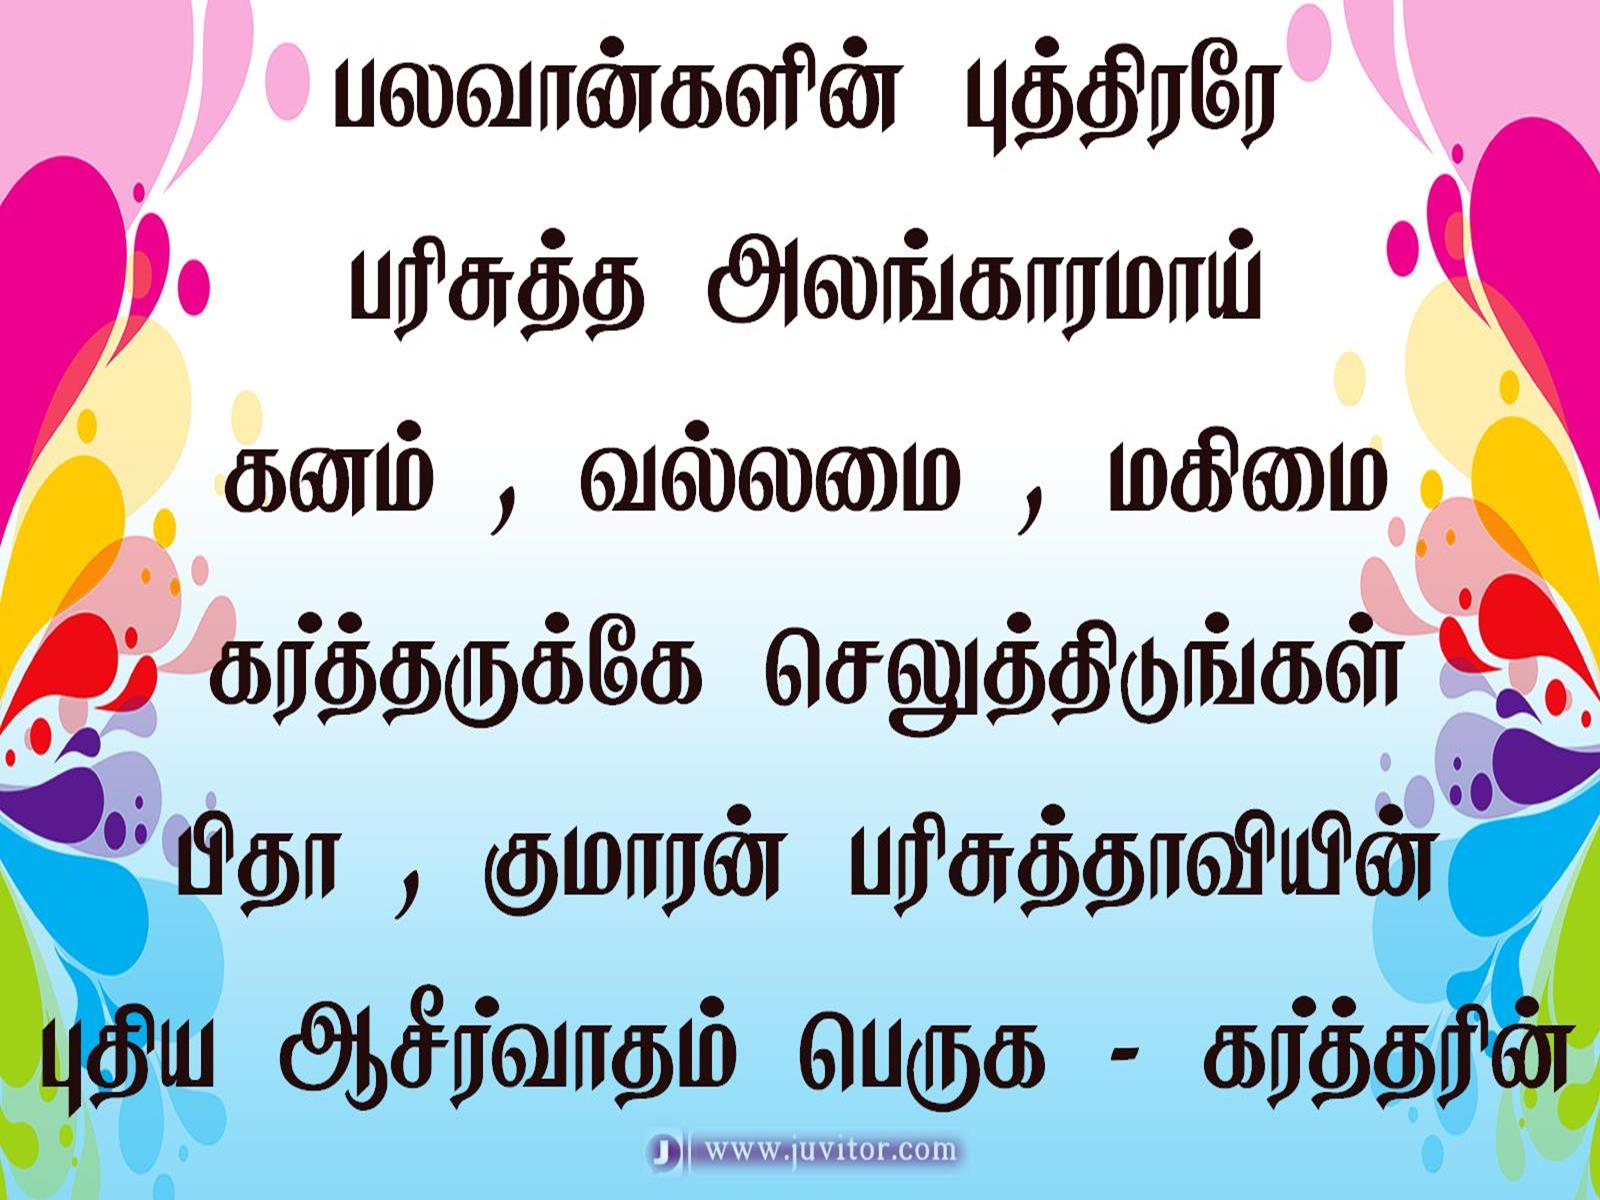 பலவான்களின் புத்திரரே
பரிசுத்த அலங்காரமாய்
கனம் , வல்லமை , மகிமை
கர்த்தருக்கே செலுத்திடுங்கள்
பிதா , குமாரன் பரிசுத்தாவியின்
புதிய ஆசீர்வாதம் பெருக - கர்த்தரின்
J www.juvitor.com